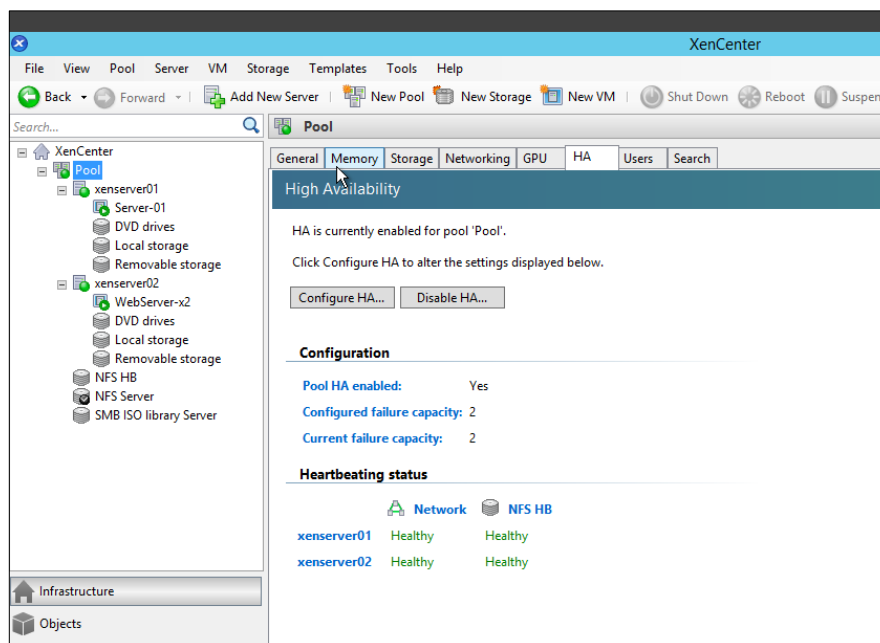 XenCenter
File View Pool Server VM Storage Templates Tools Help
Back Forward Add New Server New Pool New Storage New VM Shut Down Reboot Suspen
Search...
Pool
XenCenter
Pool
xenserver01
Server-01
DVD drives
Local storage
Removable storage
xenserver02
WebServer-x2
DVD drives
Local storage
Removable storage
NFS HB
NFS Server
SMB ISO library Server
Infrastructure
Objects
General Memory Storage Networking GPU HA Users Search
High Availability
HA is currently enabled for pool 'Pool'.
Click Configure HA to alter the settings displayed below.
Configure HA... Disable HA...
Configuration
Pool HA enabled: Yes
Configured failure capacity: 2
Current failure capacity: 2
Heartbeating status
Network NFS HB
xenserver01 Healthy Healthy
xenserver02 Healthy Healthy